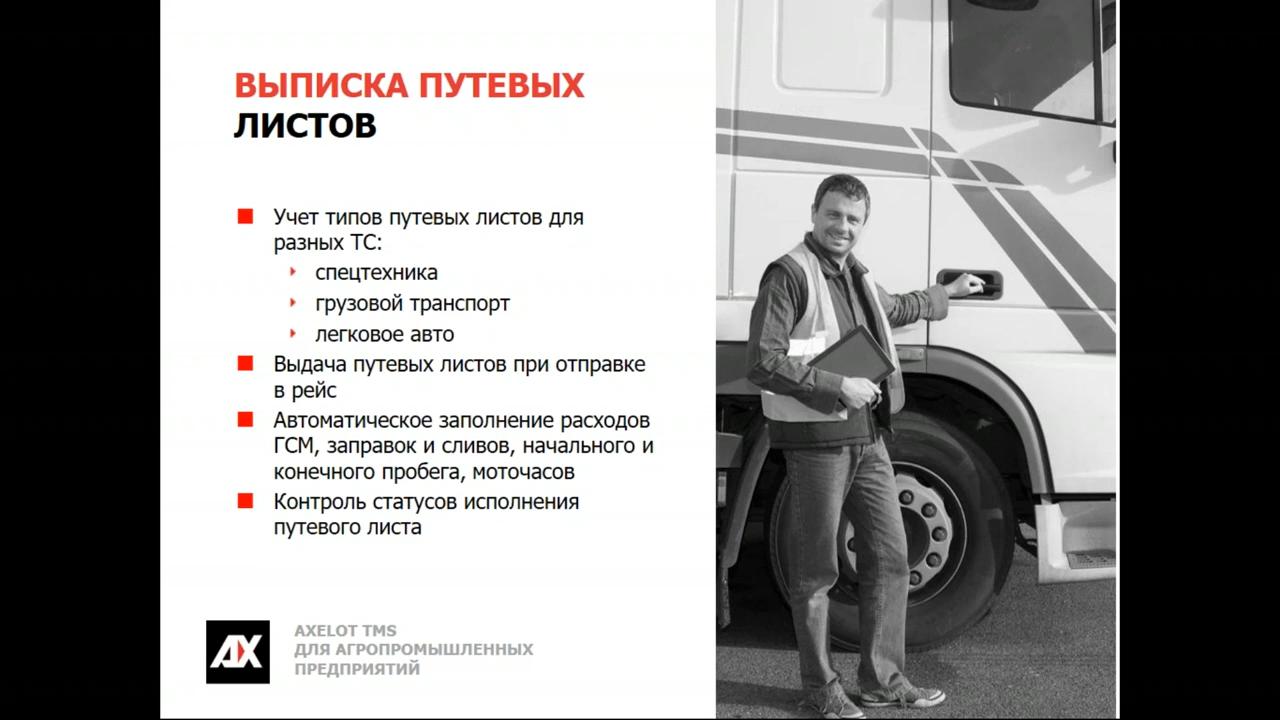 ВЫПИСКА ПУТЕВЫХ
ЛИСТОВ
Учет типов путевых листов для
разных ТС:
спецтехника
грузовой транспорт
легковое авто
Выдача путевых листов при отправке
в рейс
Автоматическое заполнение расходов
ГСМ, заправок и сливов, начального и
конечного пробега, моточасов
Контроль статусов исполнения
путевого листа
AX
AXELOT TMS
ДЛЯ АГРОПРОМЫШЛЕННЫХ
ПРЕДПРИЯТИЙ